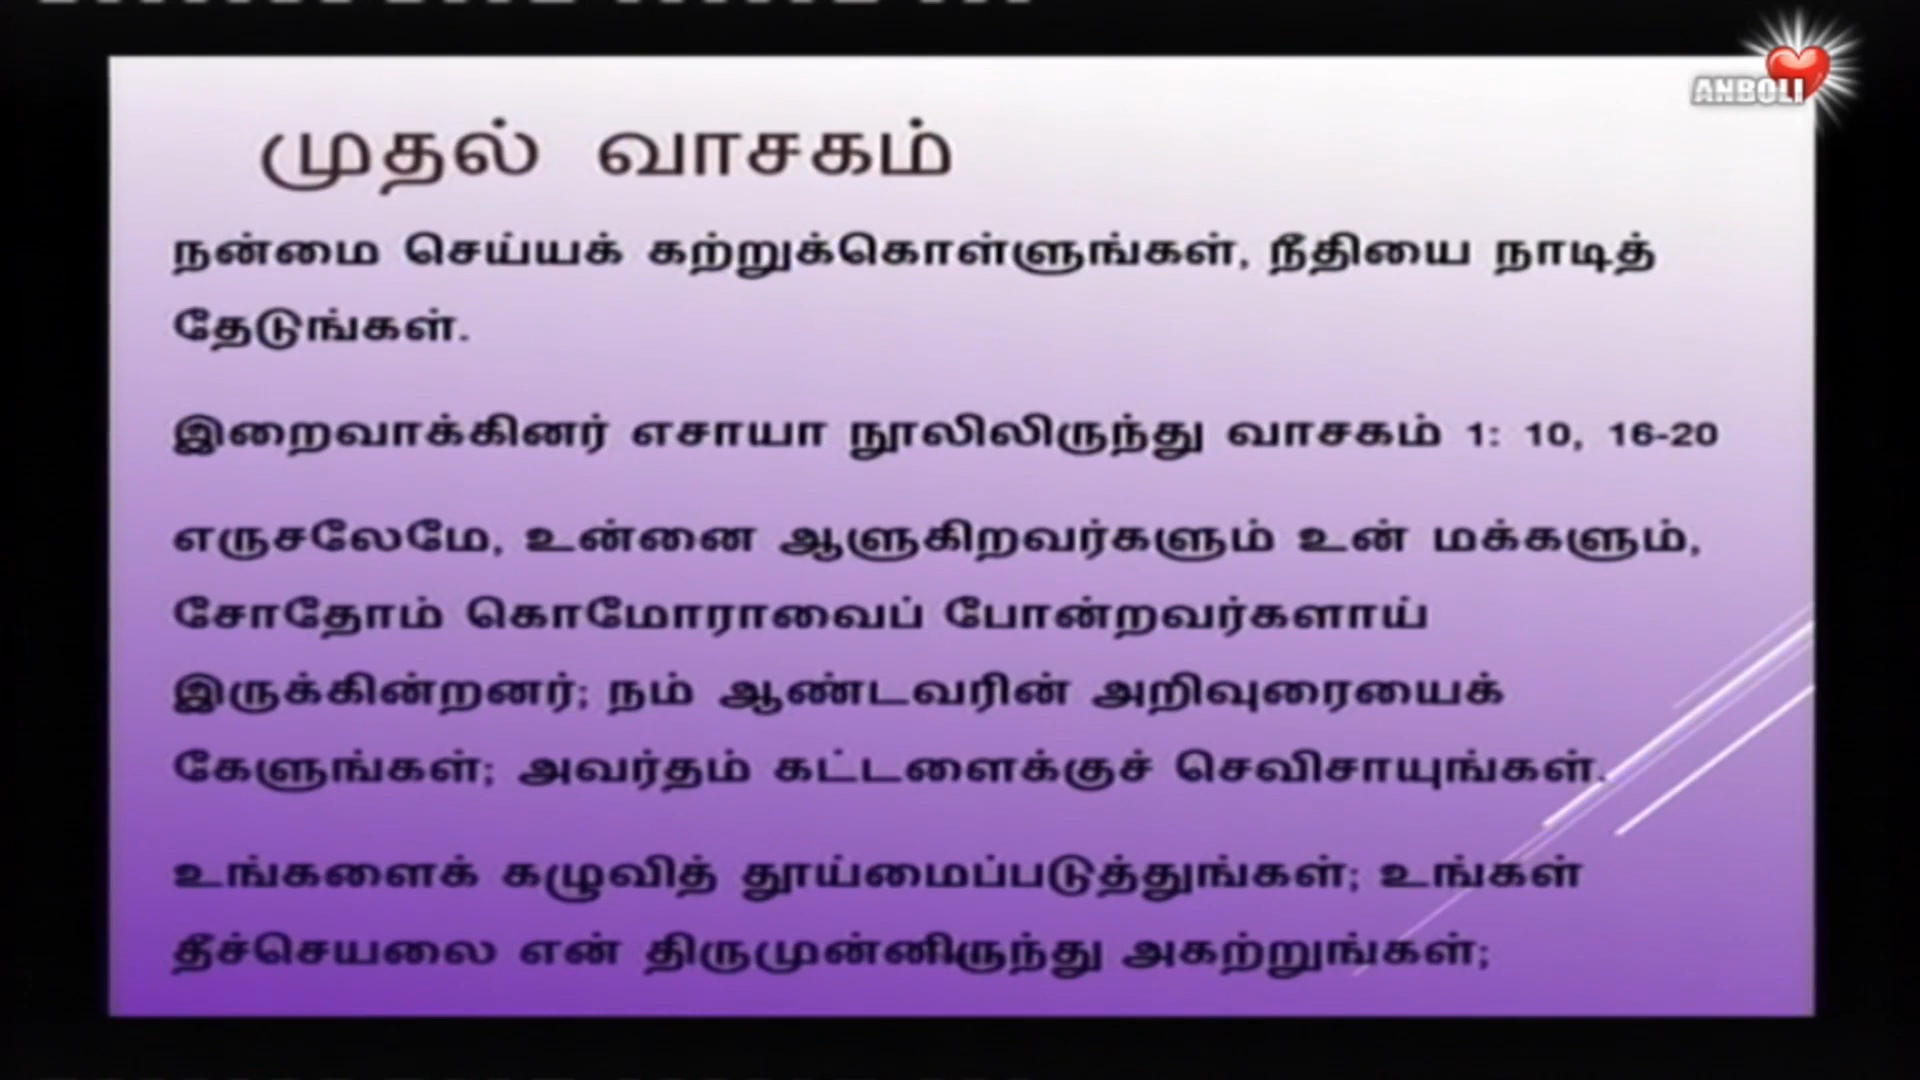 ANBOLI
முதல் வாசகம்
நன்மை செய்யக் கற்றுக்கொள்ளுங்கள், நீதியை நாடித்
தேடுங்கள்.
இறைவாக்கினர் எசாயா நூலிலிருந்து வாசகம் 1: 10, 16-20
எருசலேமே, உன்னை ஆளுகிறவர்களும் உன் மக்களும்,
சோதோம் கொமோராவைப் போன்றவர்களாய்
இருக்கின்றனர்; நம் ஆண்டவரின் அறிவுரையைக்
கேளுங்கள்; அவர்தம் கட்டளைக்குச் செவிசாயுங்கள்.
உங்களைக் கழுவித் தூய்மைப்படுத்துங்கள்; உங்கள்
தீச்செயலை என் திருமுன்னிருந்து அகற்றுங்கள்;